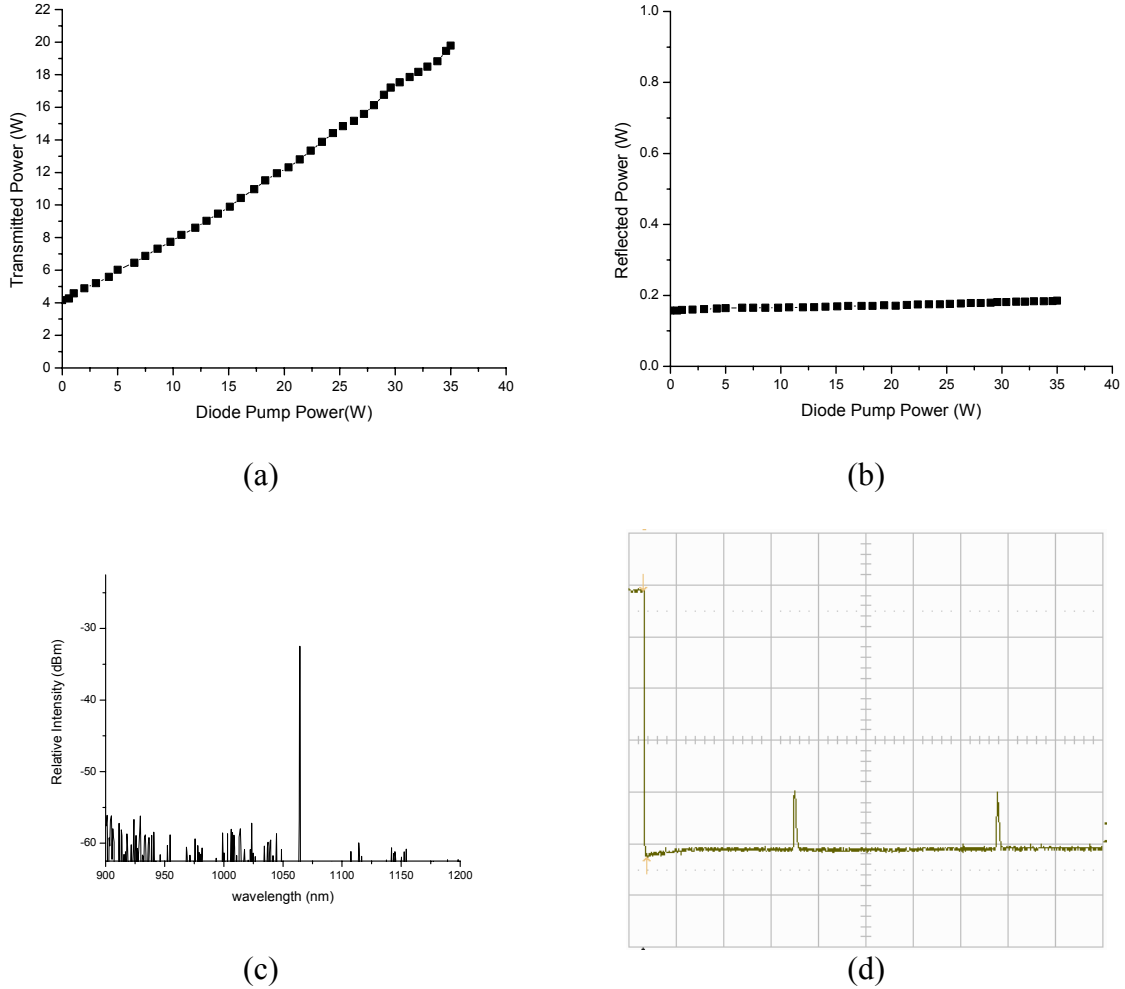 22
20
18
16
14
12
10
8
6
4
2
0
Transmitted Power (W)
0 5 10 15 20 25 30 35 40
Diode Pump Power(W)
(a)
1.0
0.8
0.6
0.4
0.2
0.0
Reflected Power (W)
0 5 10 15 20 25 30 35 40
Diode Pump Power (W)
(b)
-30
-40
-50
-60
Relative Intensity (dBm)
900 950 1000 1050 1100 1150 1200
wavelength (nm)
(c)
(d)